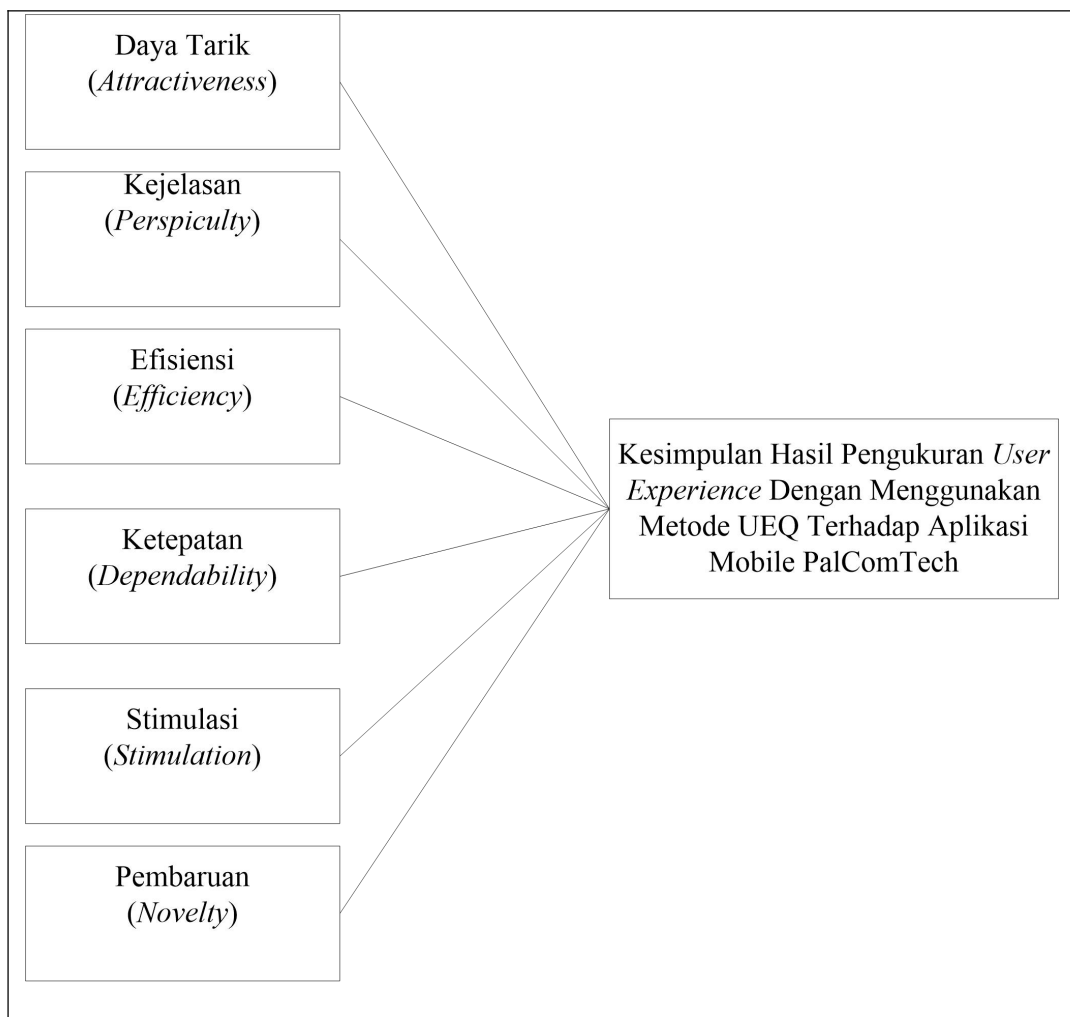 Daya Tarik
(Attractiveness)
Kejelasan
(Perspiculty)
Efisiensi
(Efficiency)
Ketepatan
(Dependability)
Stimulasi
(Stimulation)
Pembaruan
(Novelty)
Kesimpulan Hasil Pengukuran User
Experience Dengan Menggunakan
Metode UEQ Terhadap Aplikasi
Mobile PalComTech